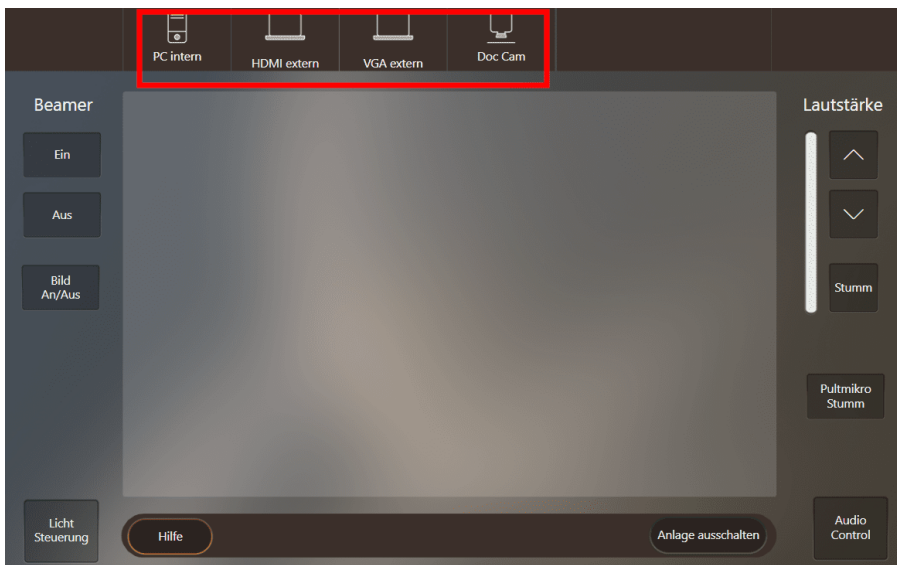 PC intern
HDMI extern
VGA extern
Doc Cam
Beamer
Ein
Aus
Bild
An/Aus
Lautstärke
Stumm
Pultmikro
Stumm
Licht
Steuerung
Hilfe
Anlage ausschalten
Audio
Control